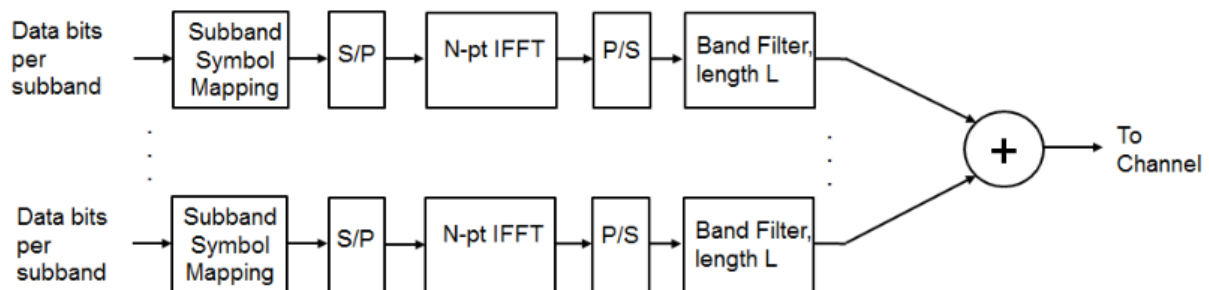 Data bits
per
subband
Subband
Symbol
Mapping
S/P
N-pt IFFT
P/S
Band Filter,
length L
+
To
Channel
Data bits
per
subband
Subband
Symbol
Mapping
S/P
N-pt IFFT
P/S
Band Filter,
length L